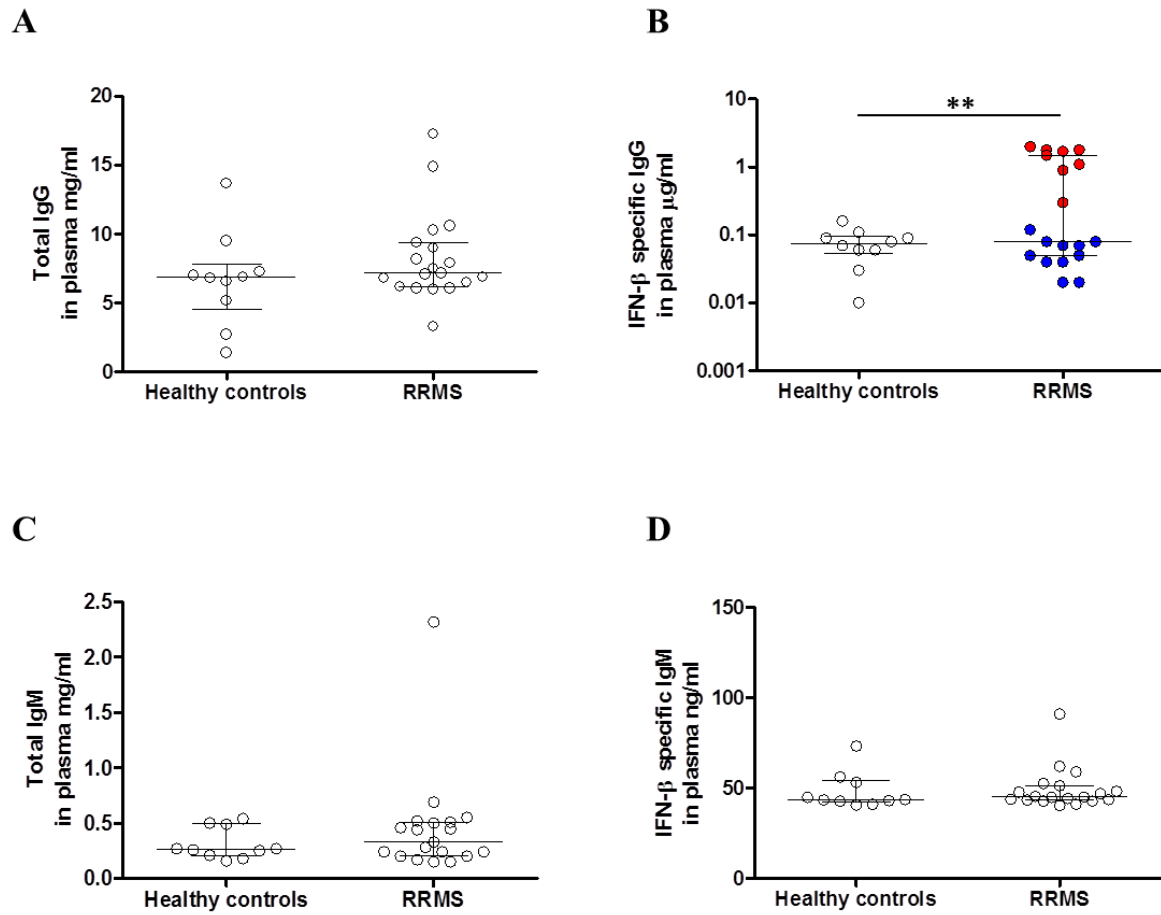 A
Total IgG
in plasma mg/ml
20
15
10
5
0
Healthy controls
RRMS
B
IFN-β specific IgG
in plasma μg/ml
10
1
0.1
0.01
0.001
**
Healthy controls
RRMS
C
Total IgM
in plasma mg/ml
2.5
2.0
1.5
1.0
0.5
0.0
Healthy controls
RRMS
D
IFN-β specific IgM
in plasma ng/ml
150
100
50
0
Healthy controls
RRMS